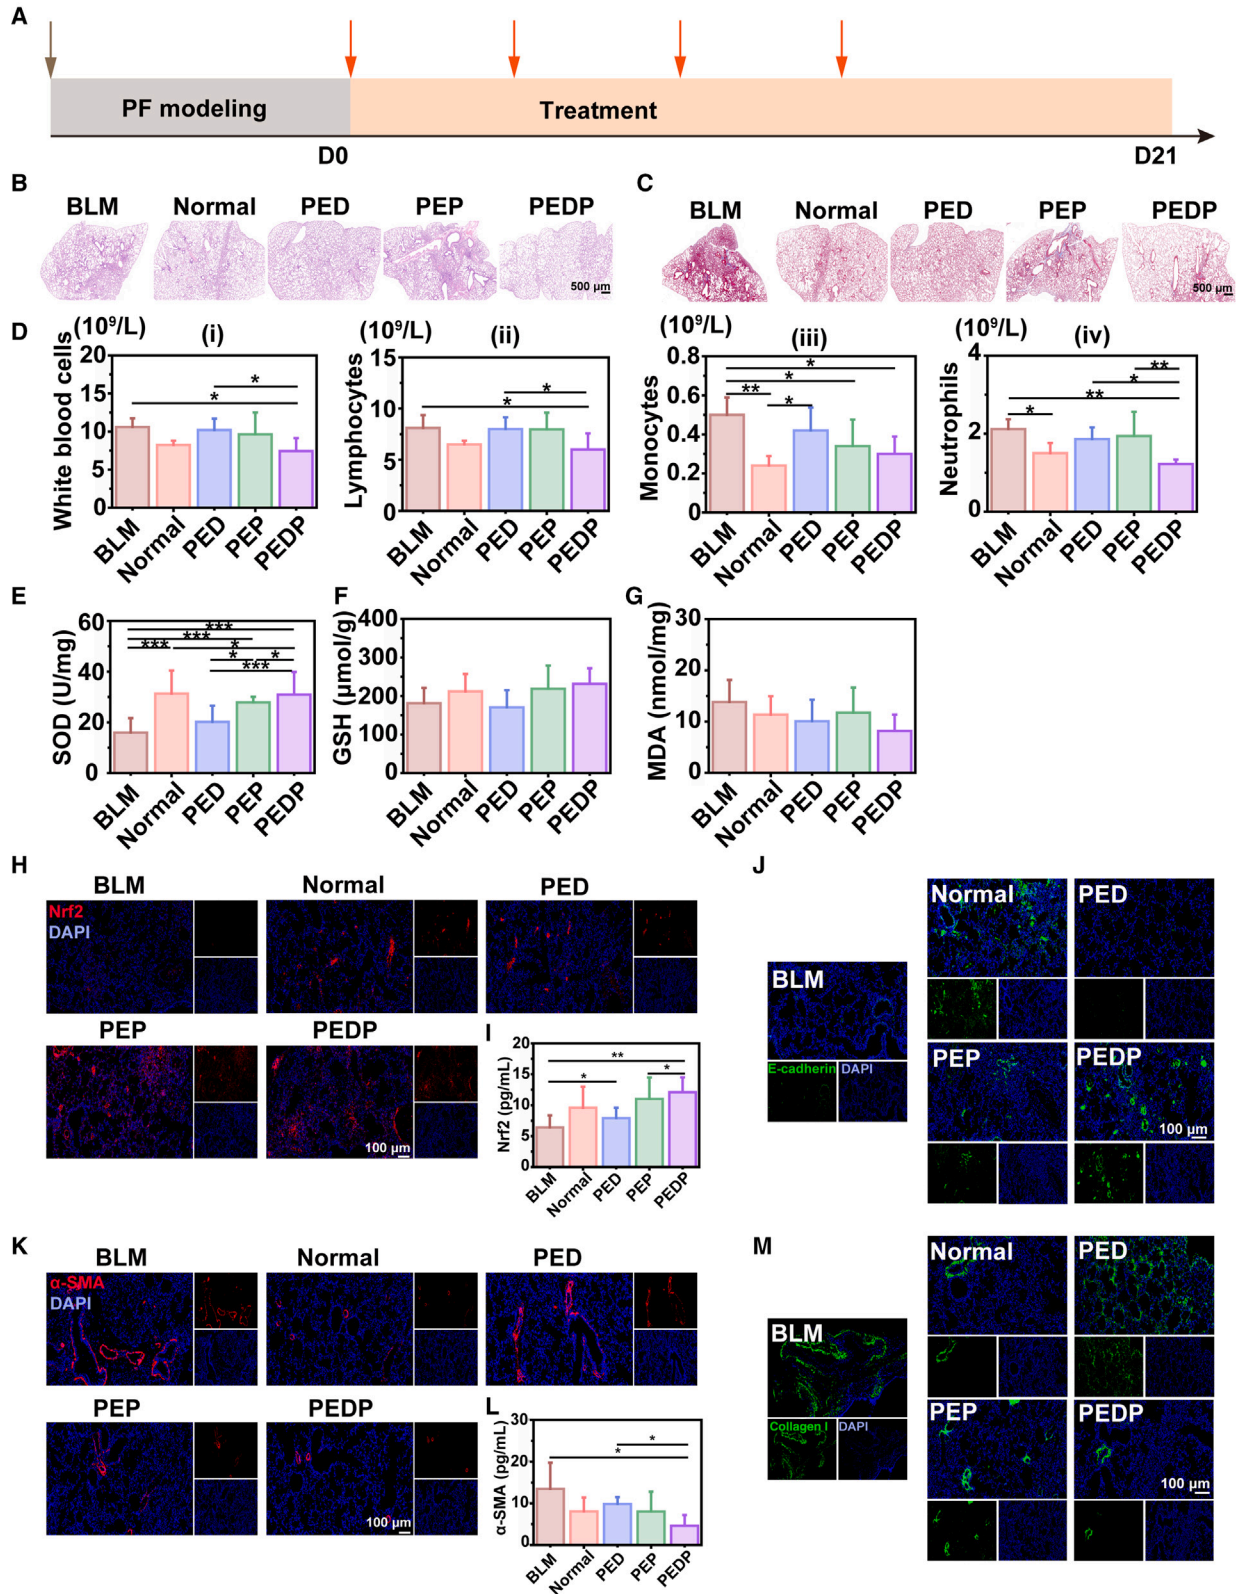 A
PF modeling
Treatment
D0
D21
B
BLM
Normal
PED
PEP
PEDP
500 µm
C
BLM
Normal
PED
PEP
PEDP
500 µm
D
(10⁹/L)
(i)
White blood cells
20
15
10
5
0
*
*
BLM
Normal
PED
PEP
PEDP
(10⁹/L)
(ii)
Lymphocytes
15
10
5
0
*
*
BLM
Normal
PED
PEP
PEDP
(10⁹/L)
(iii)
Monocytes
0.8
0.6
0.4
0.2
0
*
*
**
*
BLM
Normal
PED
PEP
PEDP
(10⁹/L)
(iv)
Neutrophils
4
2
0
**
*
**
*
BLM
Normal
PED
PEP
PEDP
E
SOD (U/mg)
60
40
20
0
***
***
***
*
*
*
***
BLM
Normal
PED
PEP
PEDP
F
GSH (µmol/g)
400
300
200
100
0
BLM
Normal
PED
PEP
PEDP
G
MDA (nmol/mg)
30
20
10
0
BLM
Normal
PED
PEP
PEDP
H
BLM
Normal
PED
Nrf2
DAPI
PEP
PEDP
100 µm
I
Nrf2 (pg/mL)
20
15
10
5
0
**
*
*
BLM
Normal
PED
PEP
PEDP
J
BLM
E-cadherin
DAPI
Normal
PED
PEP
PEDP
100 µm
K
BLM
Normal
PED
α-SMA
DAPI
PEP
PEDP
100 µm
L
α-SMA (pg/mL)
30
20
10
0
*
*
BLM
Normal
PED
PEP
PEDP
M
BLM
Collagen I
DAPI
Normal
PED
PEP
PEDP
100 µm